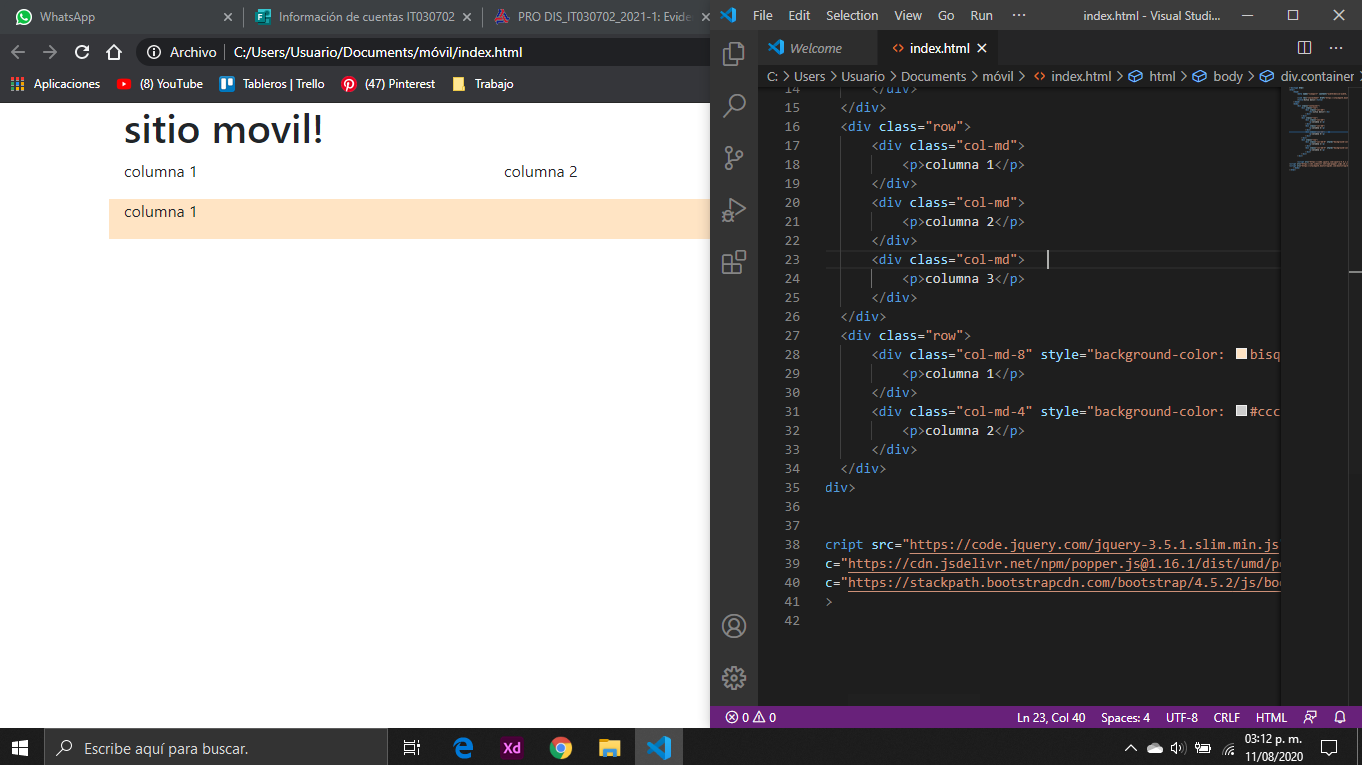 WhatsApp
Información de cuentas IT030702
PRO DIS_IT030702_2021-1: Evide
Archivo
C:/Users/Usuario/Documents/móvil/index.html
Aplicaciones
(8) YouTube
Tableros | Trello
(47) Pinterest
Trabajo
sitio movil!
columna 1
columna 2
columna 1
File Edit Selection View Go Run ···
index.html - Visual Studi...
Welcome
index.html
C: > Users > Usuario > Documents > móvil > index.html > html > body > div.container
14 </div>
15 </div>
16 <div class="row">
17 <div class="col-md">
18 <p>columna 1</p>
19 </div>
20 <div class="col-md">
21 <p>columna 2</p>
22 </div>
23 <div class="col-md">
24 <p>columna 3</p>
25 </div>
26 </div>
27 <div class="row">
28 <div class="col-md-8" style="background-color: bisq
29 <p>columna 1</p>
30 </div>
31 <div class="col-md-4" style="background-color: #ccc
32 <p>columna 2</p>
33 </div>
34 </div>
35 div>
36
37
38 cript src="https://code.jquery.com/jquery-3.5.1.slim.min.js
39 c="https://cdn.jsdelivr.net/npm/popper.js@1.16.1/dist/umd/po
40 c="https://stackpath.bootstrapcdn.com/bootstrap/4.5.2/js/boo
41 >
42
0 0
Ln 23, Col 40
Spaces: 4
UTF-8
CRLF
HTML
Escribe aquí para buscar.
Xd
03:12 p. m.
11/08/2020